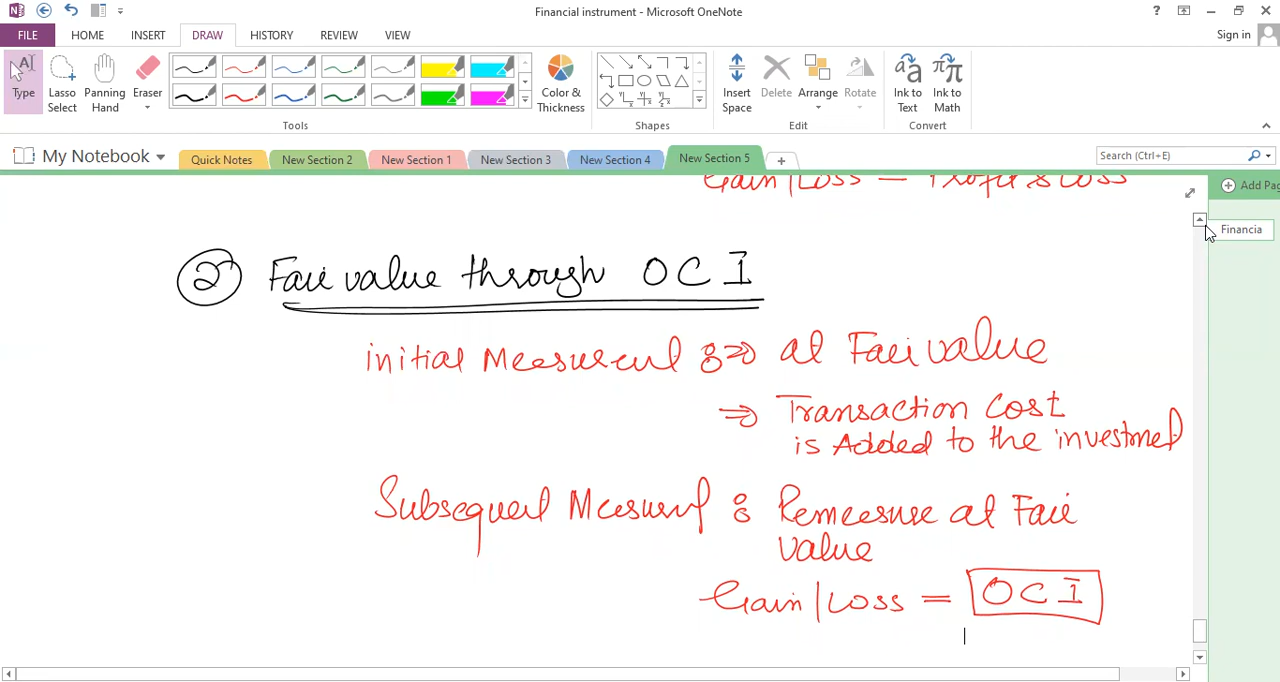 Financial instrument - Microsoft OneNote
? 
Sign in
FILE HOME INSERT DRAW HISTORY REVIEW VIEW
Type
Lasso Select
Panning Hand
Eraser
Color & Thickness
Insert Space
Delete
Arrange
Rotate
Ink to Text
Ink to Math
Tools
Shapes
Edit
Convert
My Notebook
Quick Notes
New Section 2
New Section 1
New Section 3
New Section 4
New Section 5
Search (Ctrl+E)
Add Pag
Financia
Gain/Loss = Profit & Loss
② Fair value through OCI
initial Measurement :⇒ at Fair value
⇒ Transaction Cost
is Added to the investment
Subsequent Measurement : Remeasure at Fair
value
Gain/Loss = OCI